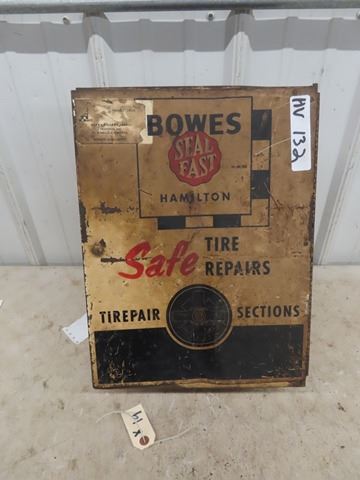 BOWES
SEAL
FAST
HAMILTON
HV 132
Safe TIRE
REPAIRS
TIREPAIR SECTIONS